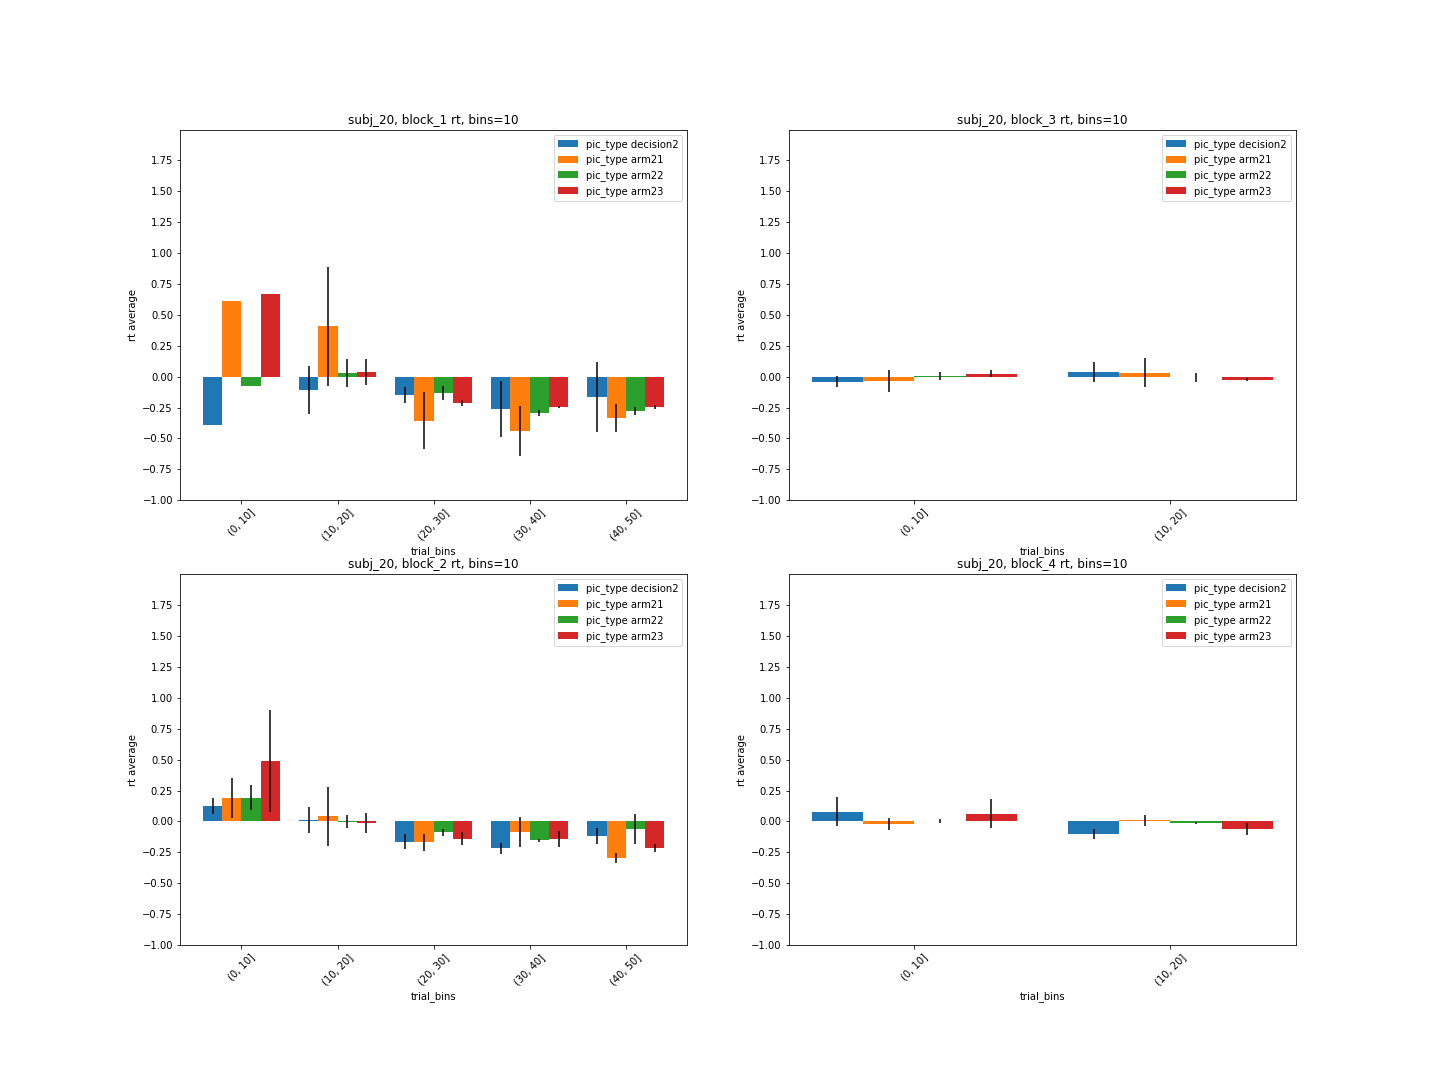 subj_20, block_1 rt, bins=10
pic_type decision2
pic_type arm21
pic_type arm22
pic_type arm23
1.75
1.50
1.25
1.00
0.75
0.50
0.25
0.00
−0.25
−0.50
−0.75
−1.00
rt average
(0, 10]
(10, 20]
(20, 30]
(30, 40]
(40, 50]
trial_bins
subj_20, block_3 rt, bins=10
pic_type decision2
pic_type arm21
pic_type arm22
pic_type arm23
1.75
1.50
1.25
1.00
0.75
0.50
0.25
0.00
−0.25
−0.50
−0.75
−1.00
rt average
(0, 10]
(10, 20]
trial_bins
subj_20, block_2 rt, bins=10
pic_type decision2
pic_type arm21
pic_type arm22
pic_type arm23
1.75
1.50
1.25
1.00
0.75
0.50
0.25
0.00
−0.25
−0.50
−0.75
−1.00
rt average
(0, 10]
(10, 20]
(20, 30]
(30, 40]
(40, 50]
trial_bins
subj_20, block_4 rt, bins=10
pic_type decision2
pic_type arm21
pic_type arm22
pic_type arm23
1.75
1.50
1.25
1.00
0.75
0.50
0.25
0.00
−0.25
−0.50
−0.75
−1.00
rt average
(0, 10]
(10, 20]
trial_bins